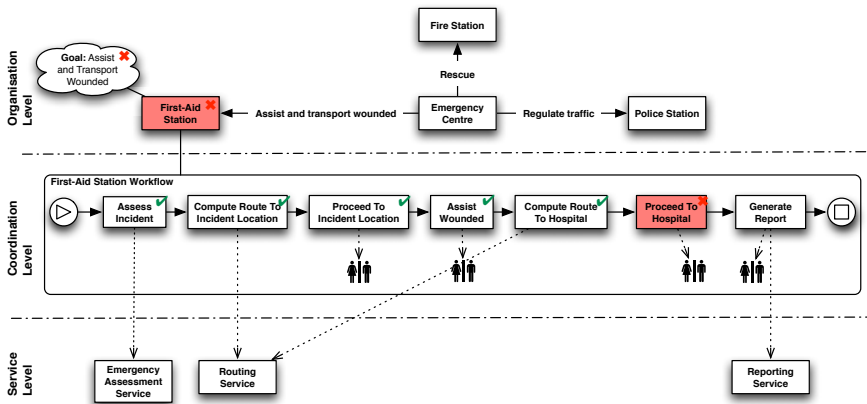 Organisation
Level
Goal: Assist
and Transport
Wounded
First-Aid
Station
Assist and transport wounded
Fire Station
Rescue
Emergency
Centre
Regulate traffic
Police Station
Coordination
Level
First-Aid Station Workflow
Assess
Incident
Compute Route To
Incident Location
Proceed To
Incident Location
Assist
Wounded
Compute Route
To Hospital
Proceed To
Hospital
Generate
Report
Service
Level
Emergency
Assessment
Service
Routing
Service
Reporting
Service